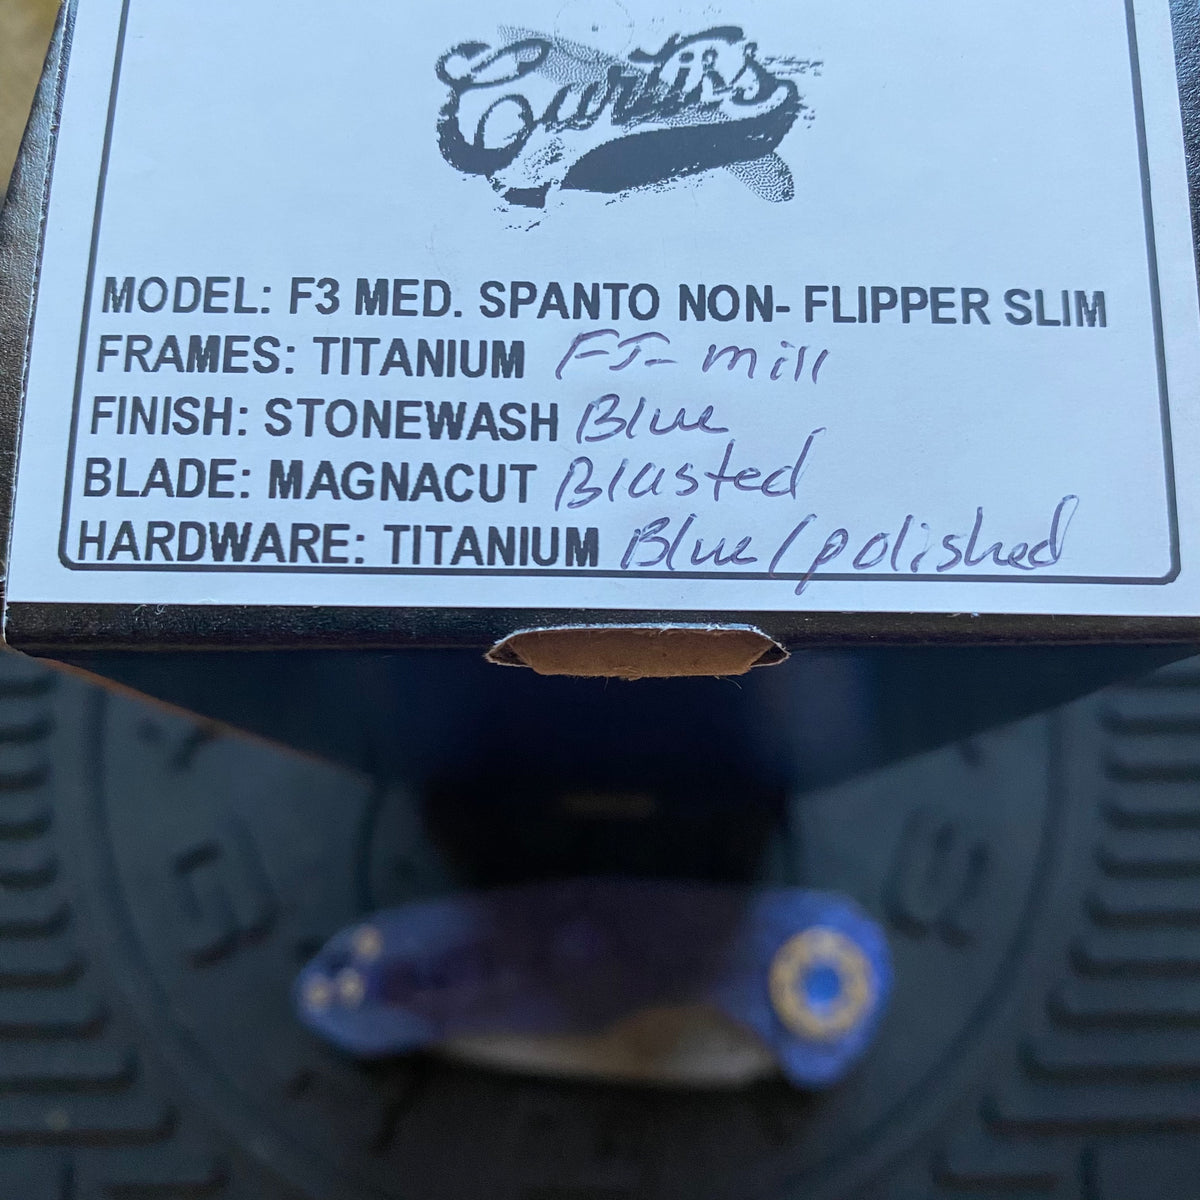 Curtiss
MODEL: F3 MED. SPANTO NON- FLIPPER SLIM
FRAMES: TITANIUM FJ- mill
FINISH: STONEWASH Blue
BLADE: MAGNACUT Blasted
HARDWARE: TITANIUM Blue/polished